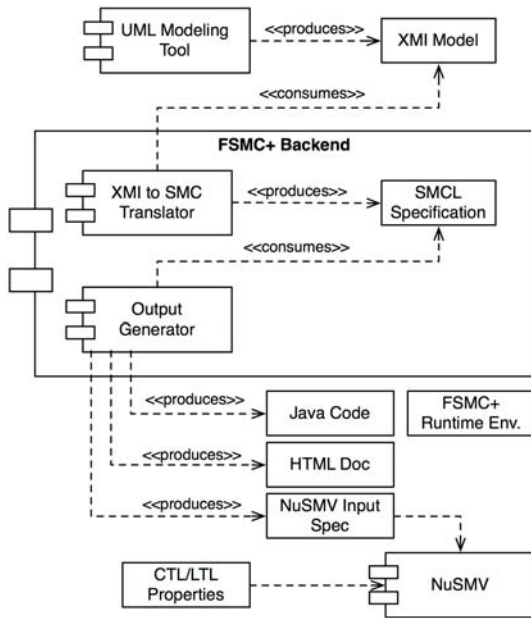 UML Modeling
Tool
<<produces>>
XMI Model
<<consumes>>
FSMC+ Backend
XMI to SMC
Translator
<<produces>>
SMCL
Specification
<<consumes>>
Output
Generator
<<produces>>
Java Code
FSMC+
Runtime Env.
<<produces>>
HTML Doc
<<produces>>
NuSMV Input
Spec
CTL/LTL
Properties
NuSMV